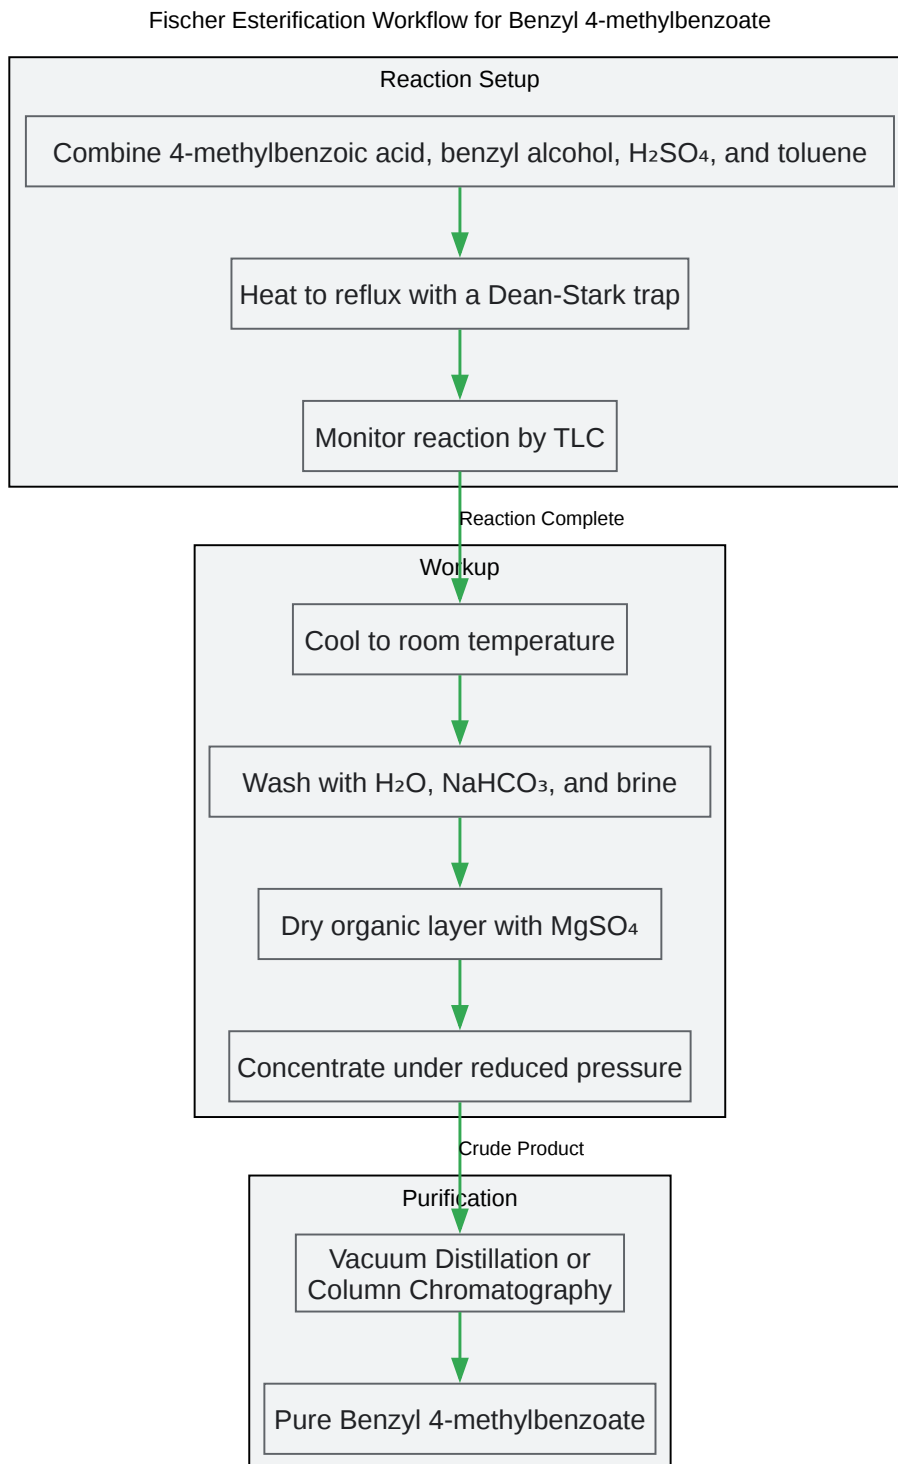 Fischer Esterification Workflow for Benzyl 4-methylbenzoate
Reaction Setup
Combine 4-methylbenzoic acid, benzyl alcohol, H₂SO₄, and toluene
Heat to reflux with a Dean-Stark trap
Monitor reaction by TLC
Reaction Complete
Workup
Cool to room temperature
Wash with H₂O, NaHCO₃, and brine
Dry organic layer with MgSO₄
Concentrate under reduced pressure
Crude Product
Purification
Vacuum Distillation or
Column Chromatography
Pure Benzyl 4-methylbenzoate